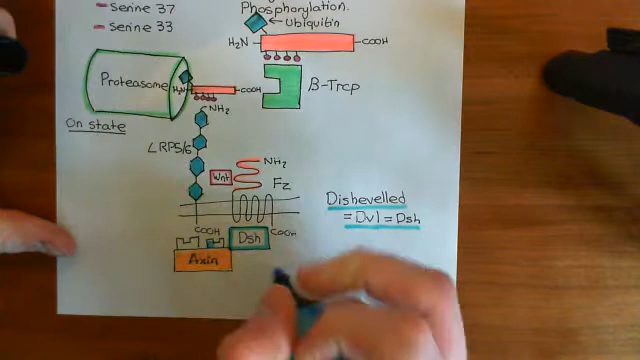 Serine 37
Serine 33
Phosphorylation.
Ubiquitin
H₂N
COOH
Proteasome
H₂N
COOH
β-Trcp
On state
NH₂
LRP5/6
NH₂
Wnt
Fz
Dishevelled
= Dvl = Dsh
COOH
Dsh
COOH
Axin